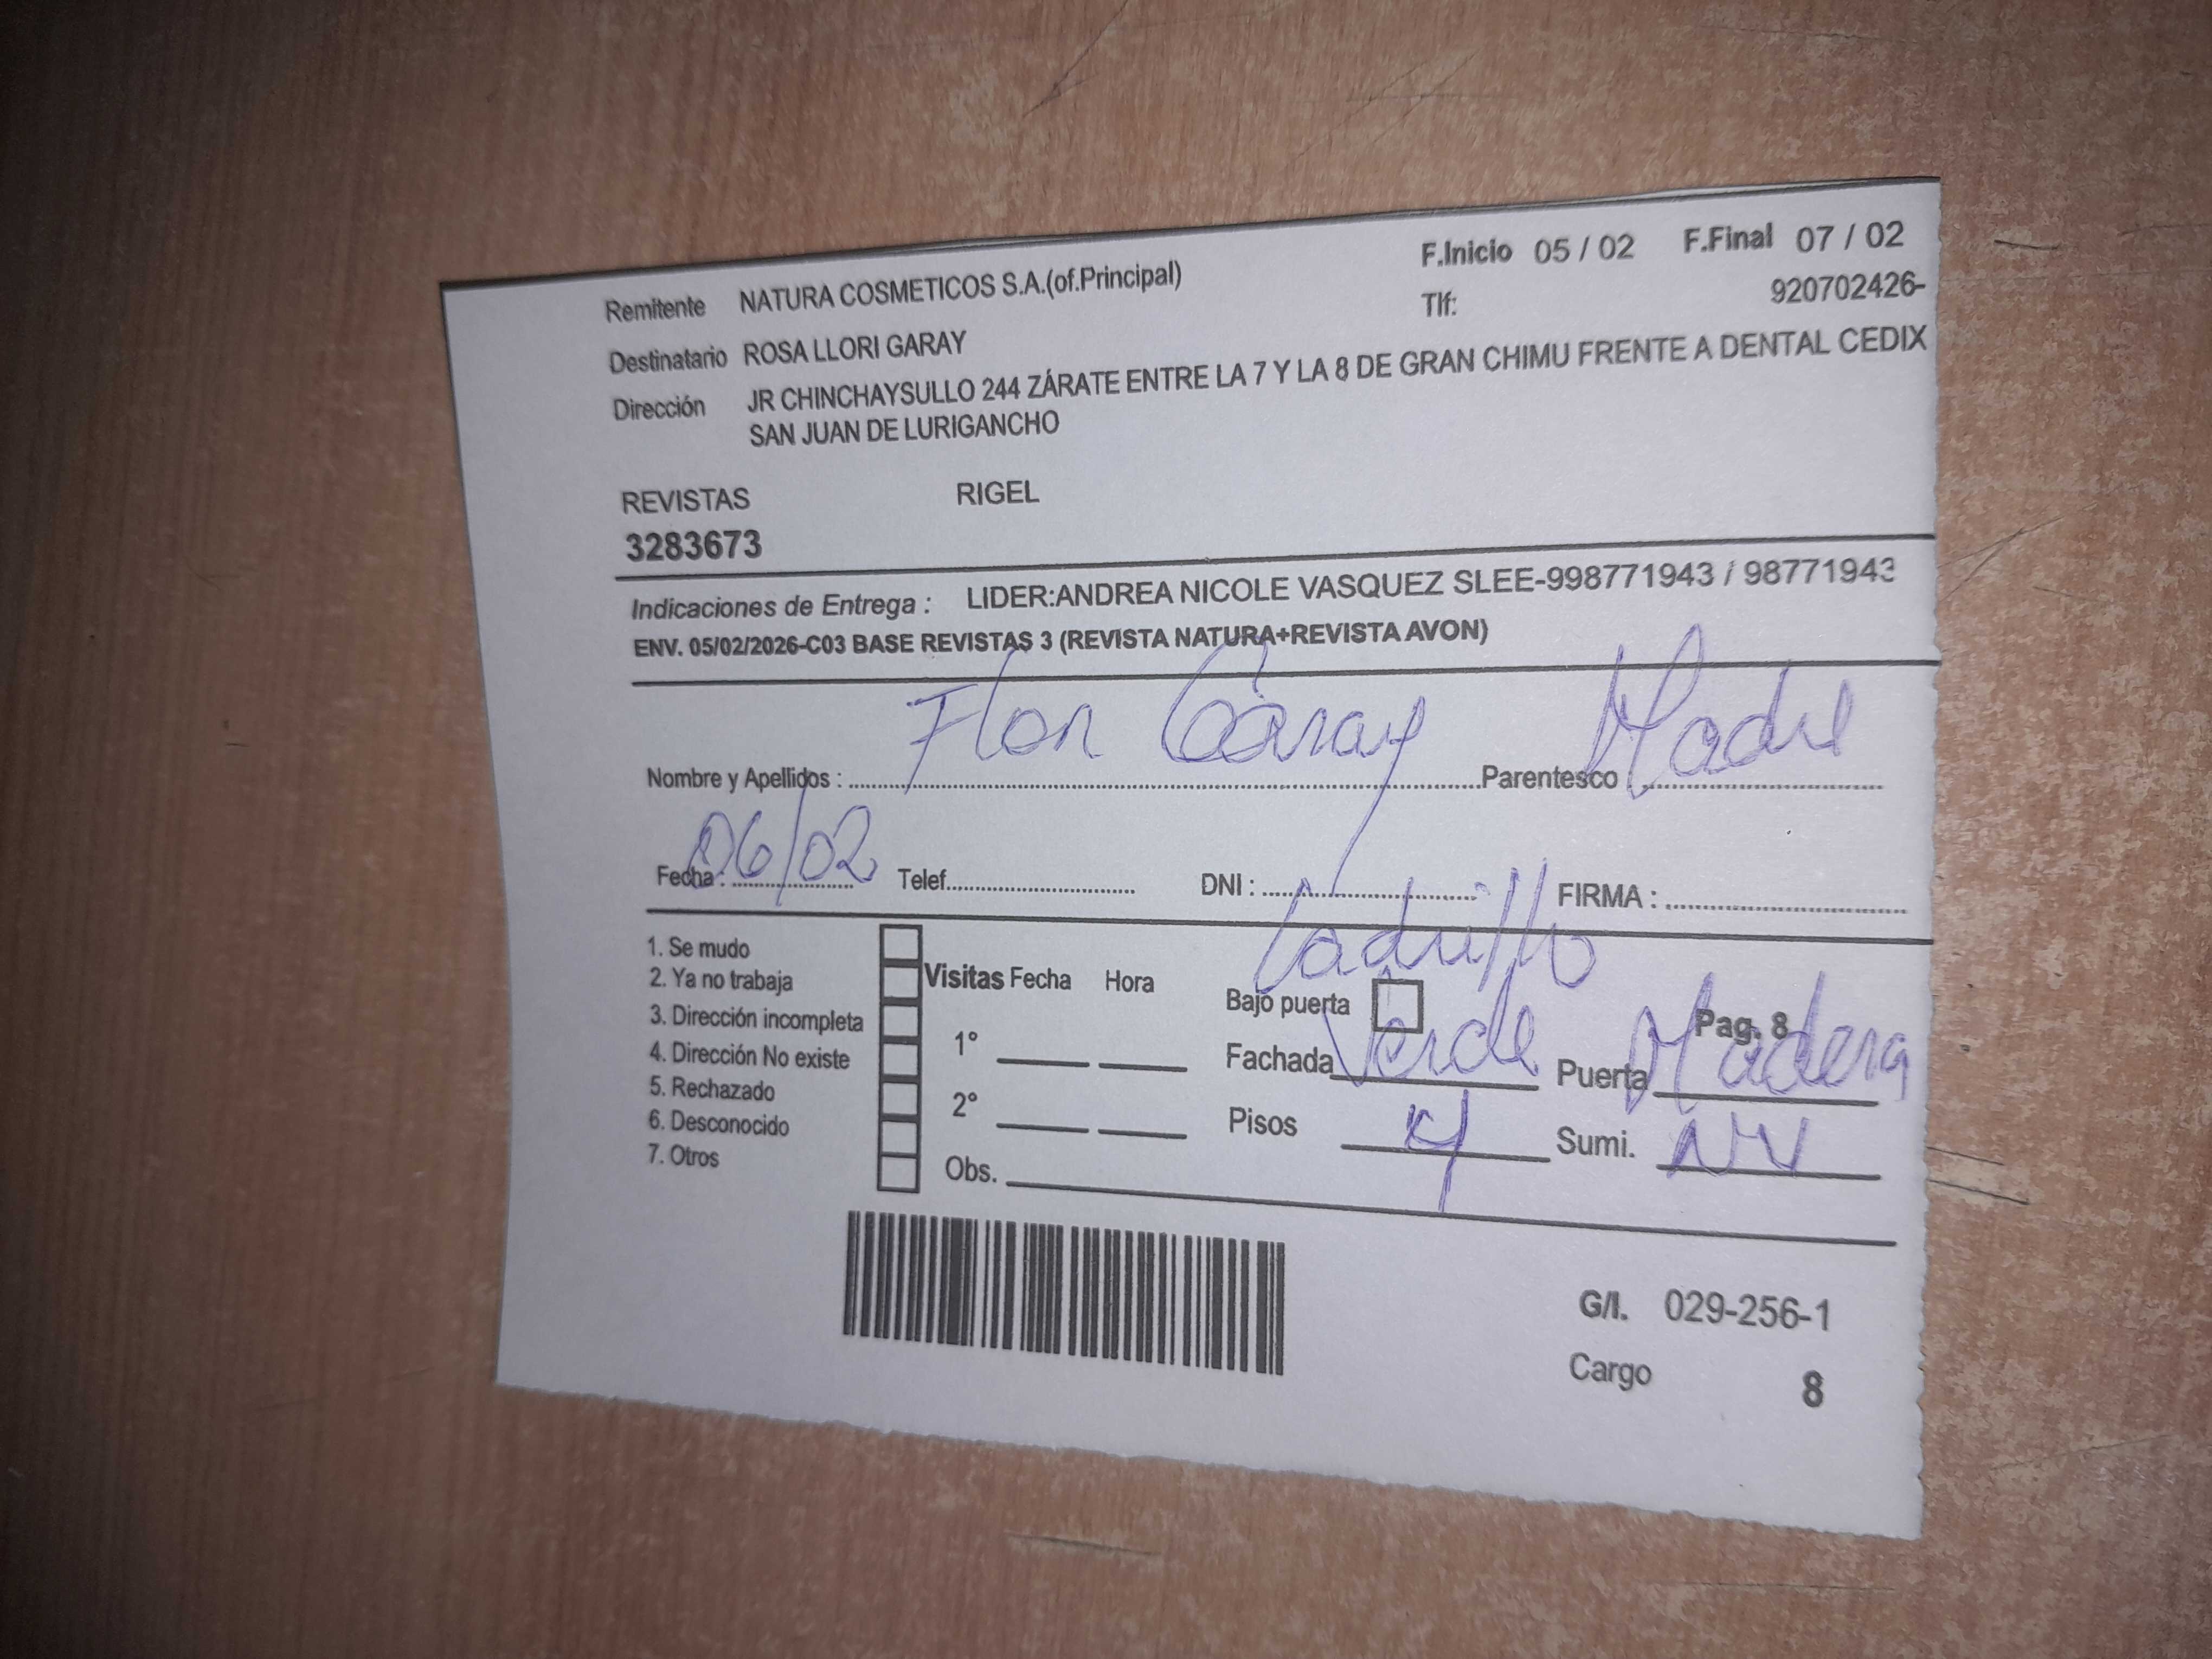 F.Inicio 05 / 02 F.Final 07 / 02
Remitente NATURA COSMETICOS S.A.(of.Principal) Tlf: 920702426-
Destinatario ROSA LLORI GARAY
Dirección JR CHINCHAYSULLO 244 ZÁRATE ENTRE LA 7 Y LA 8 DE GRAN CHIMU FRENTE A DENTAL CEDIX
SAN JUAN DE LURIGANCHO
REVISTAS RIGEL
3283673
Indicaciones de Entrega : LIDER:ANDREA NICOLE VASQUEZ SLEE-998771943 / 98771943
ENV. 05/02/2026-C03 BASE REVISTAS 3 (REVISTA NATURA+REVISTA AVON)
Nombre y Apellidos : Flor Garay Parentesco Madre
Fecha : 06/02 Telef. DNI : FIRMA :
Ladrillo
1. Se mudo
2. Ya no trabaja
3. Dirección incompleta
4. Dirección No existe
5. Rechazado
6. Desconocido
7. Otros
Visitas Fecha Hora
1°
2°
Obs.
Bajo puerta Pag. 8
Fachada Verde Puerta Madera
Pisos 4 Sumi. NV
G/I. 029-256-1
Cargo 8